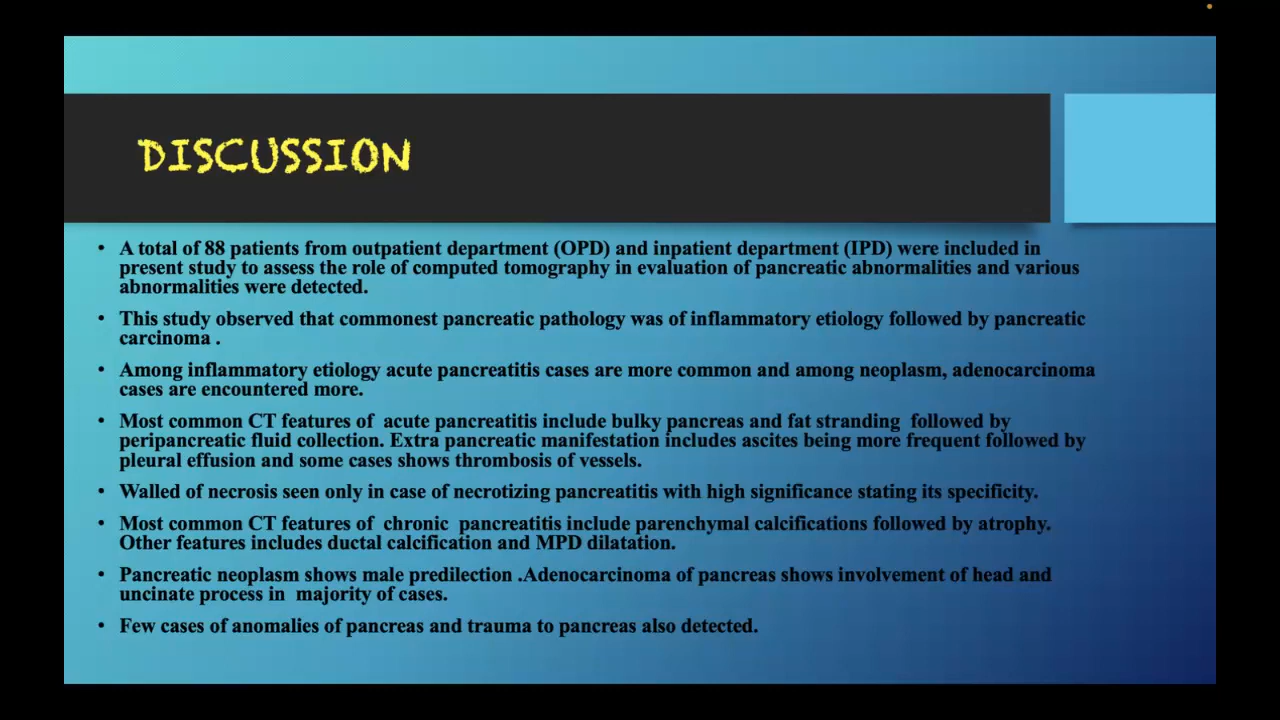 DISCUSSION
• A total of 88 patients from outpatient department (OPD) and inpatient department (IPD) were included in
present study to assess the role of computed tomography in evaluation of pancreatic abnormalities and various
abnormalities were detected.
• This study observed that commonest pancreatic pathology was of inflammatory etiology followed by pancreatic
carcinoma .
• Among inflammatory etiology acute pancreatitis cases are more common and among neoplasm, adenocarcinoma
cases are encountered more.
• Most common CT features of  acute pancreatitis include bulky pancreas and fat stranding  followed by
peripancreatic fluid collection. Extra pancreatic manifestation includes ascites being more frequent followed by
pleural effusion and some cases shows thrombosis of vessels.
• Walled of necrosis seen only in case of necrotizing pancreatitis with high significance stating its specificity.
• Most common CT features of  chronic  pancreatitis include parenchymal calcifications followed by atrophy.
Other features includes ductal calcification and MPD dilatation.
• Pancreatic neoplasm shows male predilection .Adenocarcinoma of pancreas shows involvement of head and
uncinate process in  majority of cases.
• Few cases of anomalies of pancreas and trauma to pancreas also detected.